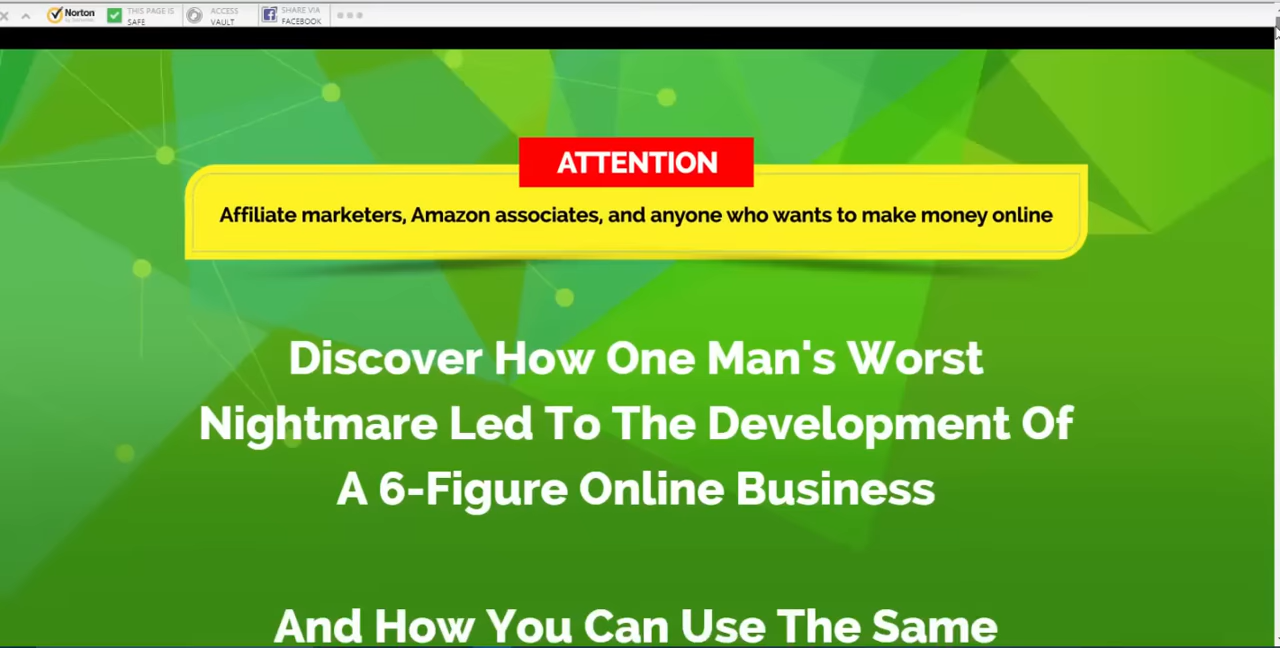 Norton
by Symantec
THIS PAGE IS
SAFE
ACCESS
VAULT
SHARE VIA
FACEBOOK
ATTENTION
Affiliate marketers, Amazon associates, and anyone who wants to make money online
Discover How One Man's Worst
Nightmare Led To The Development Of
A 6-Figure Online Business
And How You Can Use The Same